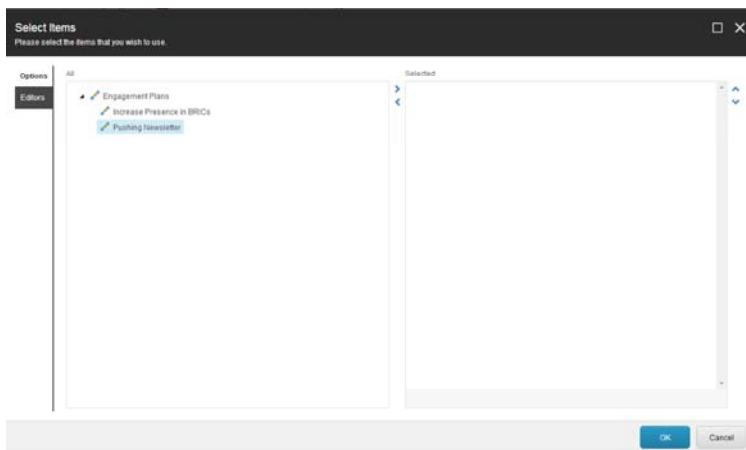 Select Items
Please select the items that you wish to use.
Options
Editors
All
Engagement Plans
Increase Presence in BRICs
Pushing Newsletter
Selected
OK
Cancel